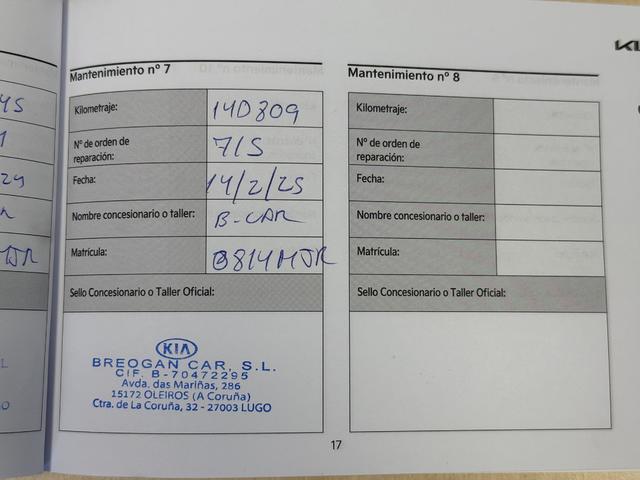 KIA
Mantenimiento nº 7
Kilometraje: 140809
Nº de orden de
reparación: 715
Fecha: 14/2/25
Nombre concesionario o taller: B-CAR
Matrícula: 0814MJR
Sello Concesionario o Taller Oficial:
KIA
BREOGAN CAR, S.L.
CIF. B-70472295
Avda. das Mariñas, 286
15172 OLEIROS (A Coruña)
Ctra. de La Coruña, 32 - 27003 LUGO
Mantenimiento nº 8
Kilometraje:
Nº de orden de
reparación:
Fecha:
Nombre concesionario o taller:
Matrícula:
Sello Concesionario o Taller Oficial:
17